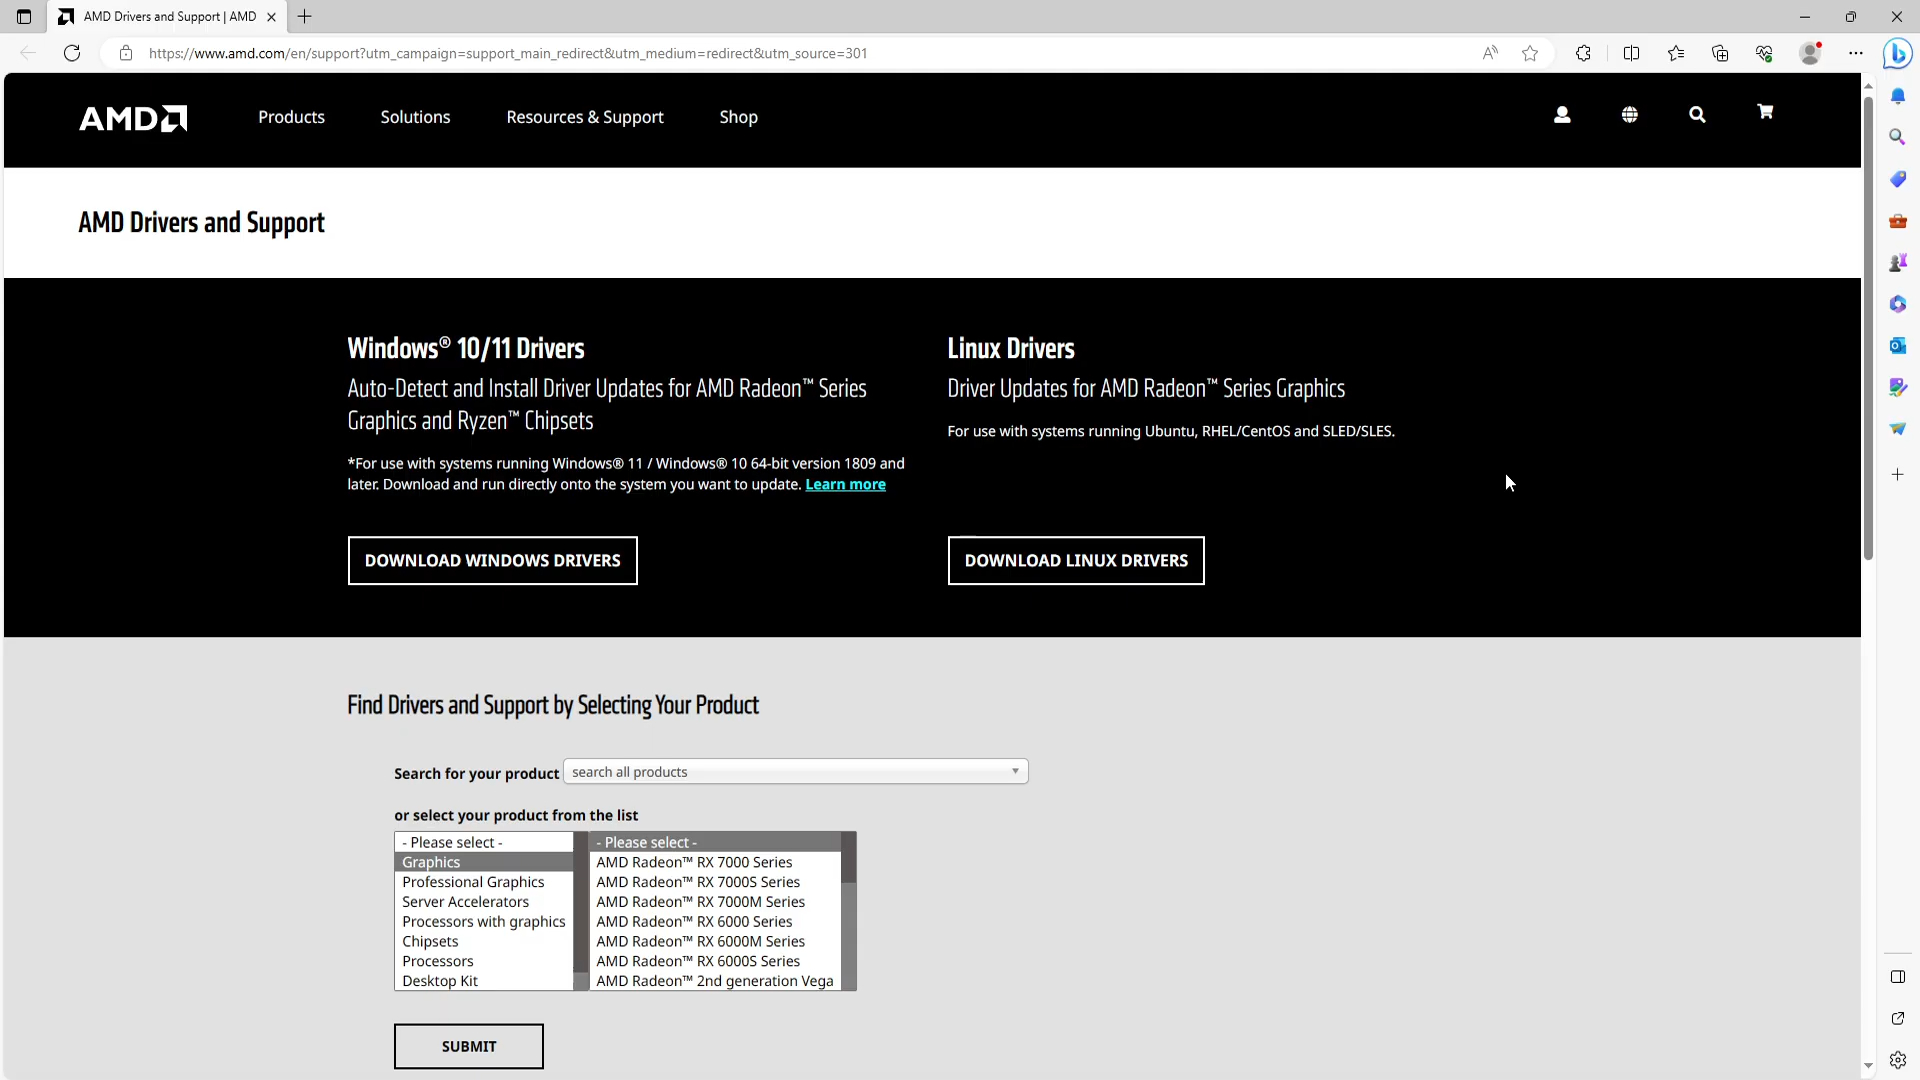 AMD Drivers and Support | AMD
https://www.amd.com/en/support?utm_campaign=support_main_redirect&utm_medium=redirect&utm_source=301
AMD
Products
Solutions
Resources & Support
Shop
AMD Drivers and Support
Windows® 10/11 Drivers
Auto-Detect and Install Driver Updates for AMD Radeon™ Series
Graphics and Ryzen™ Chipsets
*For use with systems running Windows® 11 / Windows® 10 64-bit version 1809 and
later. Download and run directly onto the system you want to update. Learn more
DOWNLOAD WINDOWS DRIVERS
Linux Drivers
Driver Updates for AMD Radeon™ Series Graphics
For use with systems running Ubuntu, RHEL/CentOS and SLED/SLES.
DOWNLOAD LINUX DRIVERS
Find Drivers and Support by Selecting Your Product
Search for your product
search all products
or select your product from the list
- Please select -
Graphics
Professional Graphics
Server Accelerators
Processors with graphics
Chipsets
Processors
Desktop Kit
- Please select -
AMD Radeon™ RX 7000 Series
AMD Radeon™ RX 7000S Series
AMD Radeon™ RX 7000M Series
AMD Radeon™ RX 6000 Series
AMD Radeon™ RX 6000M Series
AMD Radeon™ RX 6000S Series
AMD Radeon™ 2nd generation Vega
SUBMIT